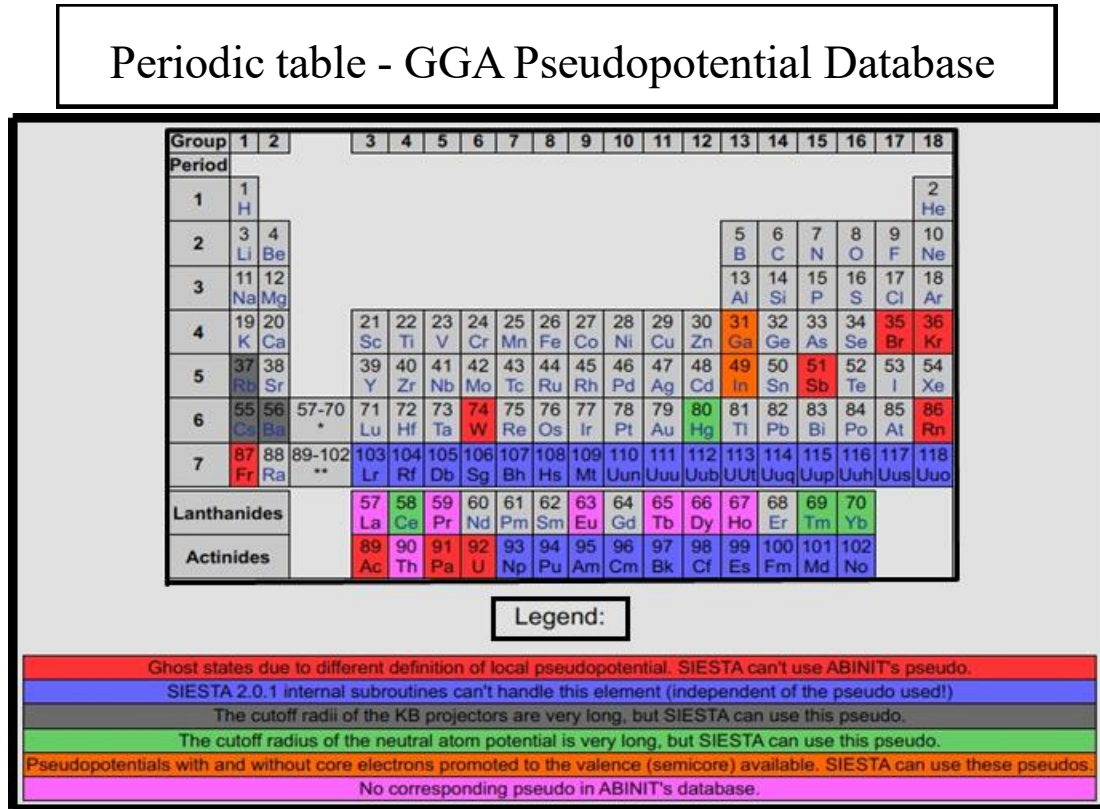 Periodic table - GGA Pseudopotential Database
Group 1 2 3 4 5 6 7 8 9 10 11 12 13 14 15 16 17 18
Period
1 2
1
H He
3 4 5 6 7 8 9 10
2
Li Be B C N O F Ne
11 12 13 14 15 16 17 18
3
Na Mg Al Si P S Cl Ar
19 20 21 22 23 24 25 26 27 28 29 30 31 32 33 34 35 36
4
K Ca Sc Ti V Cr Mn Fe Co Ni Cu Zn Ga Ge As Se Br Kr
37 38 39 40 41 42 43 44 45 46 47 48 49 50 51 52 53 54
5
Rb Sr Y Zr Nb Mo Tc Ru Rh Pd Ag Cd In Sn Sb Te I Xe
55 56 57-70 71 72 73 74 75 76 77 78 79 80 81 82 83 84 85 86
6
Cs Ba * Lu Hf Ta W Re Os Ir Pt Au Hg Tl Pb Bi Po At Rn
87 88 89-102 103 104 105 106 107 108 109 110 111 112 113 114 115 116 117 118
7
Fr Ra ** Lr Rf Db Sg Bh Hs Mt Uun Uuu Uub UUt Uuq Uup Uuh Uus Uuo
57 58 59 60 61 62 63 64 65 66 67 68 69 70
Lanthanides
La Ce Pr Nd Pm Sm Eu Gd Tb Dy Ho Er Tm Yb
89 90 91 92 93 94 95 96 97 98 99 100 101 102
Actinides
Ac Th Pa U Np Pu Am Cm Bk Cf Es Fm Md No
Legend:
Ghost states due to different definition of local pseudopotential. SIESTA can't use ABINIT's pseudo.
SIESTA 2.0.1 internal subroutines can't handle this element (independent of the pseudo used!)
The cutoff radii of the KB projectors are very long, but SIESTA can use this pseudo.
The cutoff radius of the neutral atom potential is very long, but SIESTA can use this pseudo.
Pseudopotentials with and without core electrons promoted to the valence (semicore) available. SIESTA can use these pseudos.
No corresponding pseudo in ABINIT's database.